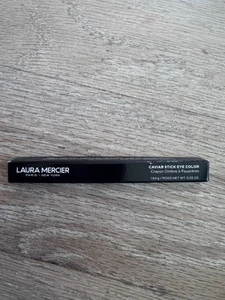 LAURA MERCIER
PARIS | NEW YORK
CAVIAR STICK EYE COLOR
Crayon Ombre à Paupières
1.64 g / POIDS NET WT. 0.05 OZ.